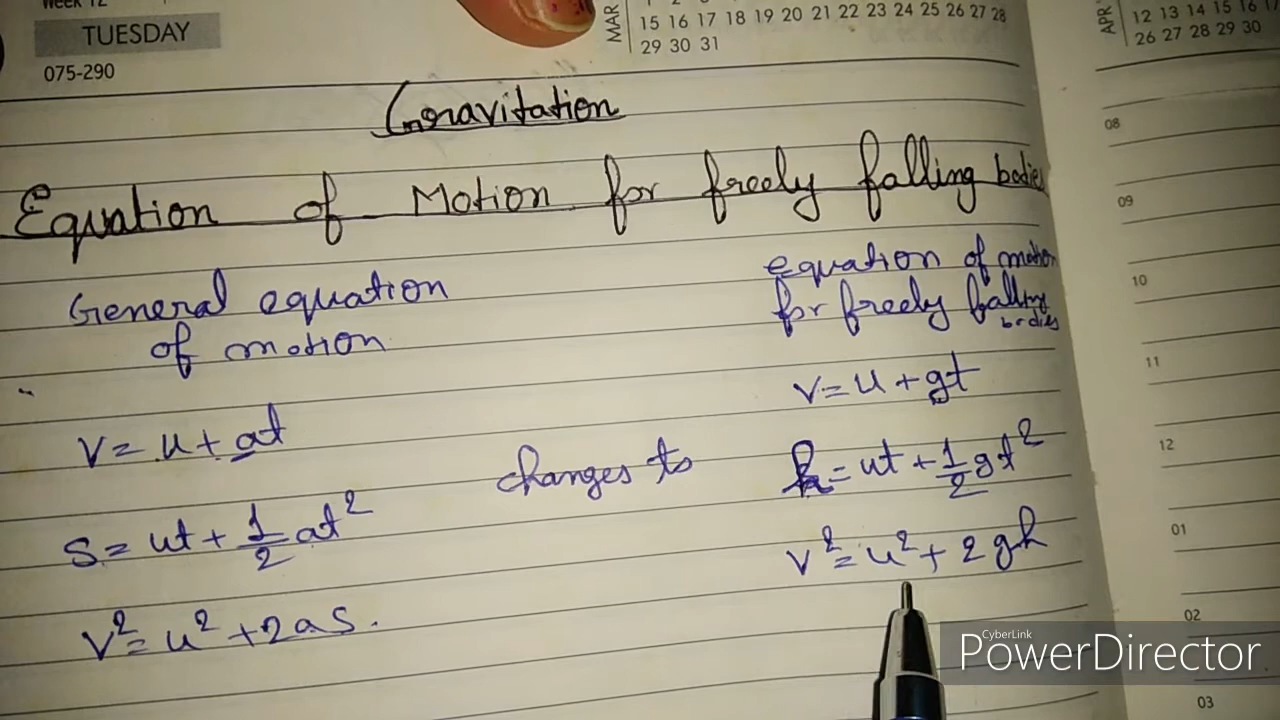 Week 12
TUESDAY
075-290
MAR
15 16 17 18 19 20 21 22 23 24 25 26 27 28
29 30 31
APR
12 13 14 15 16 17
26 27 28 29 30
Gravitation
Equation of Motion for freely falling bodies
General equation
of motion
equation of motion
for freely falling
bodies
v = u + at
changes to
v = u + gt
s = ut + 1/2 at²
h = ut + 1/2 gt²
v² = u² + 2as.
v² = u² + 2gh
08
09
10
11
12
01
02
03
CyberLink
PowerDirector